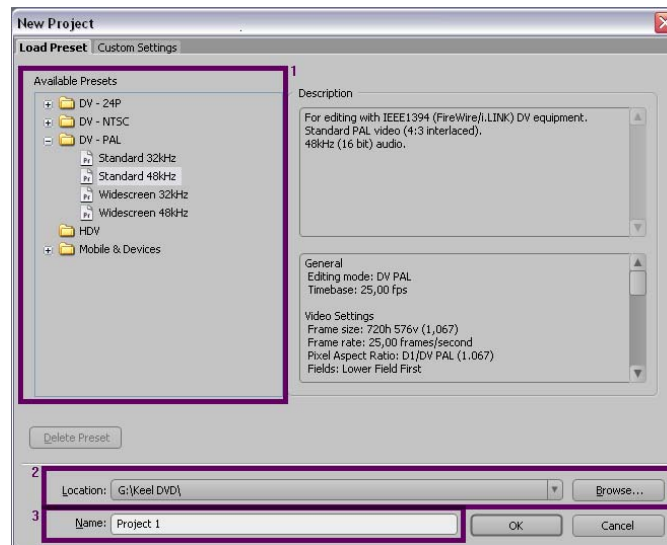 New Project
Load Preset Custom Settings
1
Available Presets
DV - 24P
DV - NTSC
DV - PAL
Pr Standard 32kHz
Pr Standard 48kHz
Pr Widescreen 32kHz
Pr Widescreen 48kHz
HDV
Mobile & Devices
Description
For editing with IEEE1394 (FireWire/i.LINK) DV equipment.
Standard PAL video (4:3 interlaced).
48kHz (16 bit) audio.
General
Editing mode: DV PAL
Timebase: 25,00 fps
Video Settings
Frame size: 720h 576v (1,067)
Frame rate: 25,00 frames/second
Pixel Aspect Ratio: D1/DV PAL (1.067)
Fields: Lower Field First
Delete Preset
2
Location: G:\Keel DVD\ Browse...
3
Name: Project 1 OK Cancel